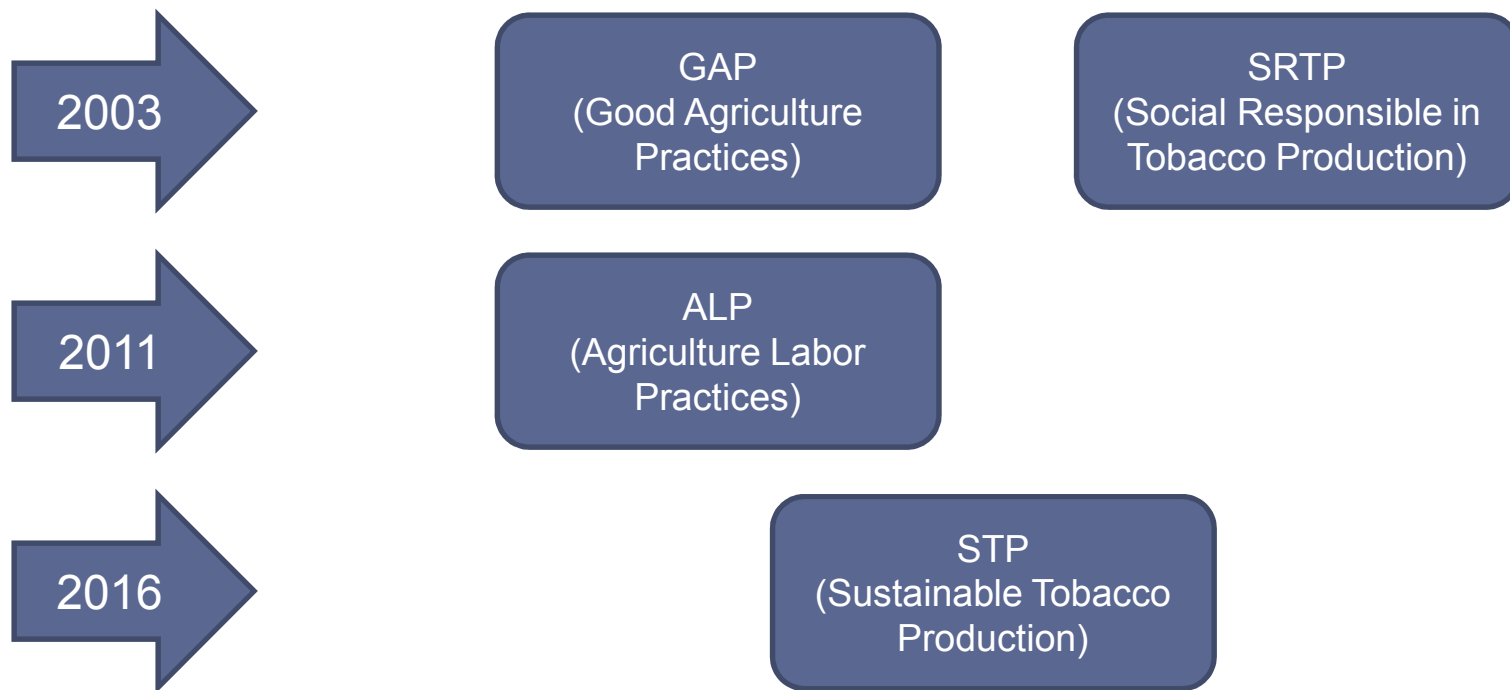 2003
GAP
(Good Agriculture
Practices)
SRTP
(Social Responsible in
Tobacco Production)
2011
ALP
(Agriculture Labor
Practices)
2016
STP
(Sustainable Tobacco
Production)